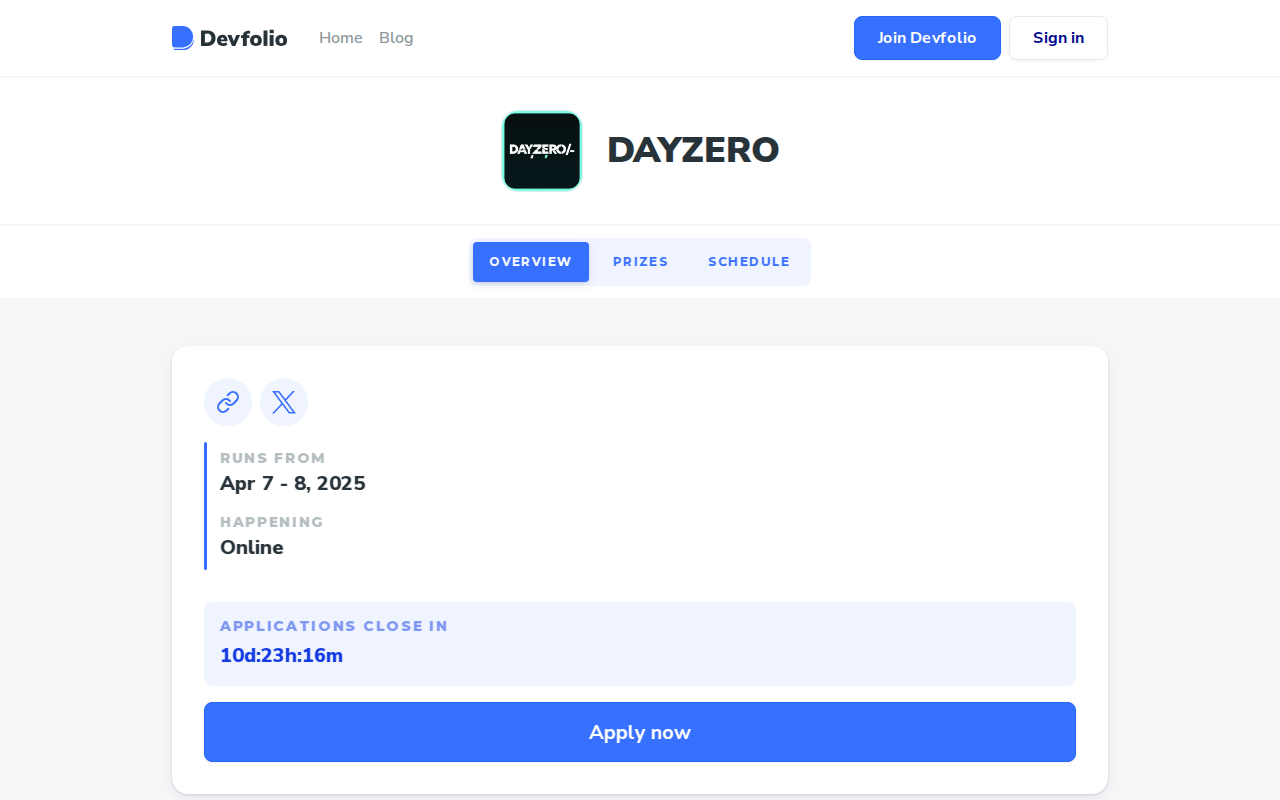 Devfolio
Home
Blog
Join Devfolio
Sign in
DAYZERO/-
DAYZERO
OVERVIEW
PRIZES
SCHEDULE
RUNS FROM
Apr 7 - 8, 2025
HAPPENING
Online
APPLICATIONS CLOSE IN
10d:23h:16m
Apply now